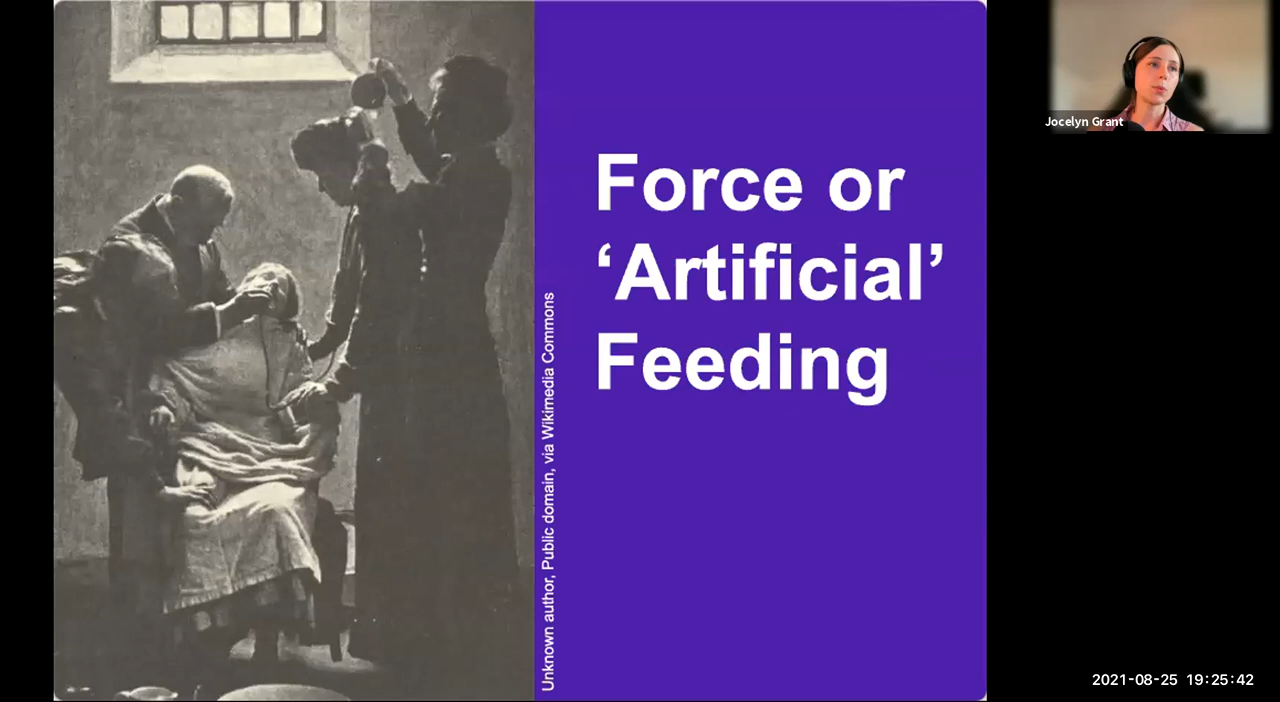 Force or
‘Artificial’
Feeding
Unknown author, Public domain, via Wikimedia Commons
Jocelyn Grant
2021-08-25 19:25:42